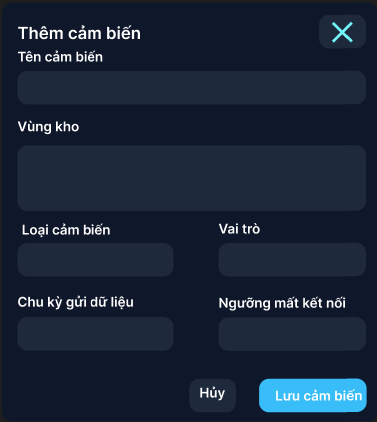 Thêm cảm biến
Tên cảm biến
Vùng kho
Loại cảm biến
Vai trò
Chu kỳ gửi dữ liệu
Ngưỡng mất kết nối
Hủy
Lưu cảm biến